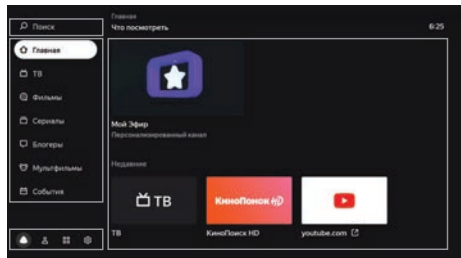 Поиск
Главная
ТВ
Фильмы
Сериалы
Блогеры
Мультфильмы
События
Главная
Что посмотреть
6:25
Мой Эфир
Персонализированный канал
Недавние
ТВ
КиноПоиск HD
ТВ
КиноПоиск HD
youtube.com